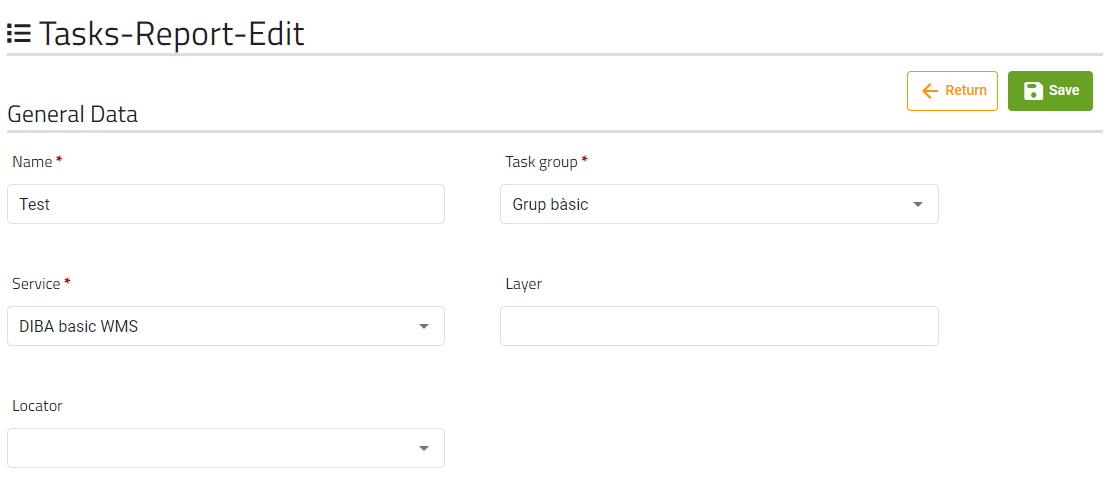 Tasks-Report-Edit
Return
Save
General Data
Name *
Task group *
Test
Grup bàsic
Service *
Layer
DIBA basic WMS
Locator